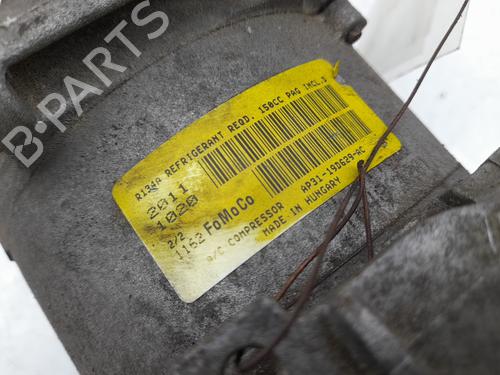 R134A REFRIGERANT REQD. 150CC PAG INCL.
2011
1020
2/2
1162 FoMoCo
A/C COMPRESSOR AP31-19D629-AC
MADE IN HUNGARY
B-PARTS